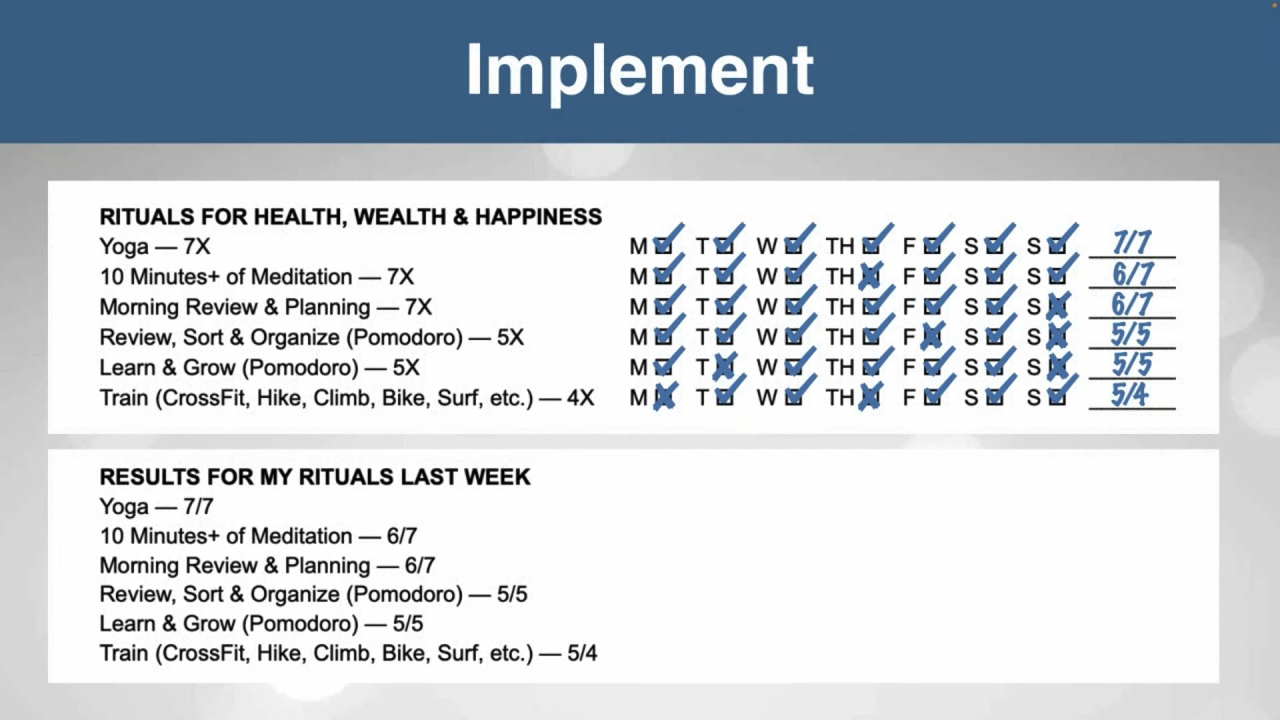 Implement
RITUALS FOR HEALTH, WEALTH & HAPPINESS
Yoga — 7X M T W TH F S S 7/7
10 Minutes+ of Meditation — 7X M T W TH F S S 6/7
Morning Review & Planning — 7X M T W TH F S S 6/7
Review, Sort & Organize (Pomodoro) — 5X M T W TH F S S 5/5
Learn & Grow (Pomodoro) — 5X M T W TH F S S 5/5
Train (CrossFit, Hike, Climb, Bike, Surf, etc.) — 4X M T W TH F S S 5/4
RESULTS FOR MY RITUALS LAST WEEK
Yoga — 7/7
10 Minutes+ of Meditation — 6/7
Morning Review & Planning — 6/7
Review, Sort & Organize (Pomodoro) — 5/5
Learn & Grow (Pomodoro) — 5/5
Train (CrossFit, Hike, Climb, Bike, Surf, etc.) — 5/4